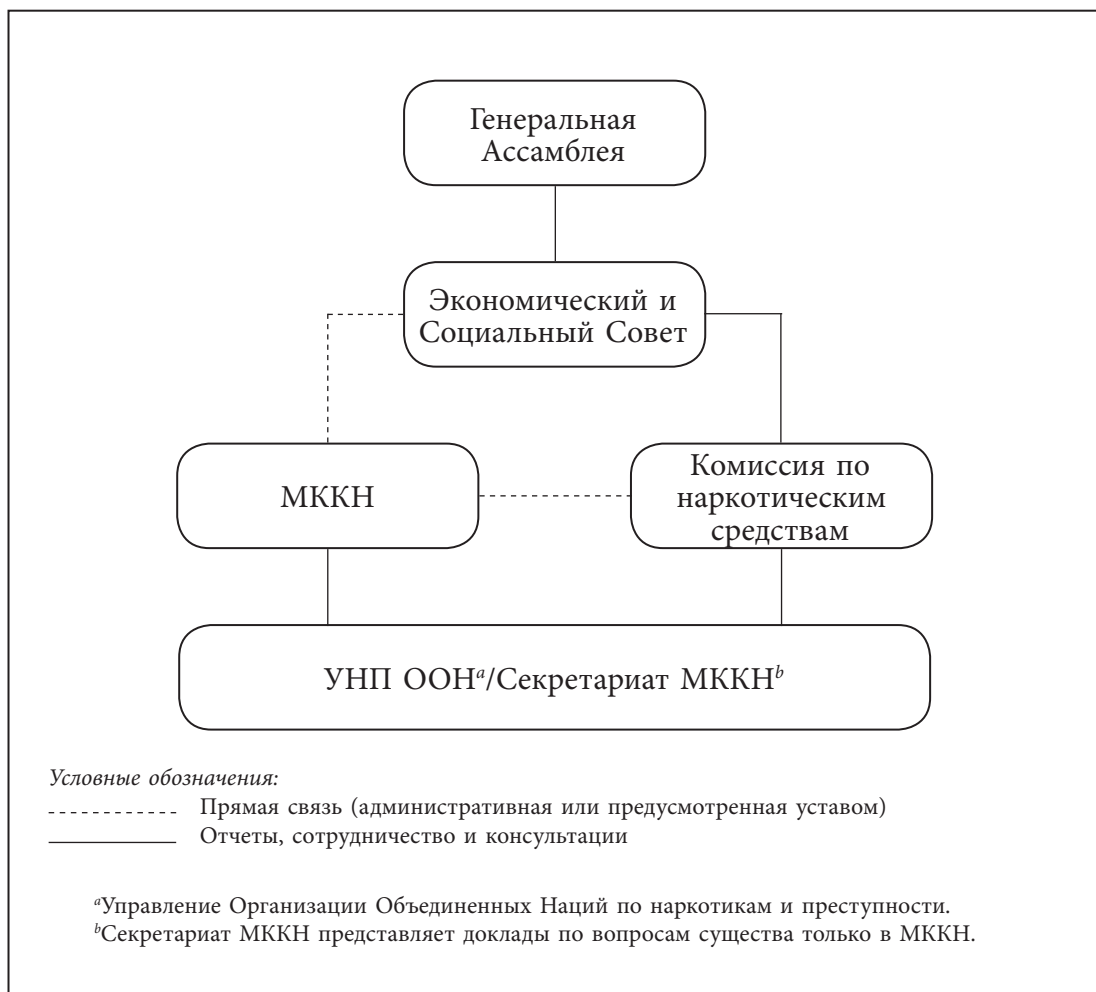 Генеральная
Ассамблея
Экономический и
Социальный Совет
МККН
Комиссия по
наркотическим
средствам
УНП ООНᵃ/Секретариат МККНᵇ
Условные обозначения:
Прямая связь (административная или предусмотренная уставом)
Отчеты, сотрудничество и консультации
ᵃУправление Организации Объединенных Наций по наркотикам и преступности.
ᵇСекретариат МККН представляет доклады по вопросам существа только в МККН.